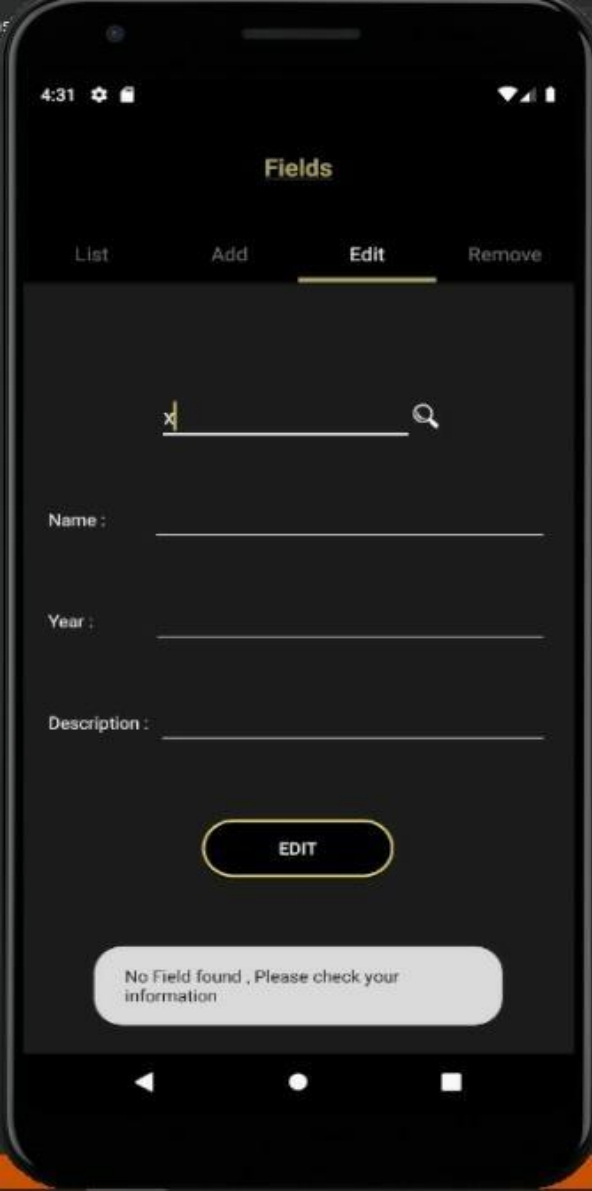 4:31
Fields
List Add Edit Remove
x
Name :
Year :
Description :
EDIT
No Field found , Please check your
information